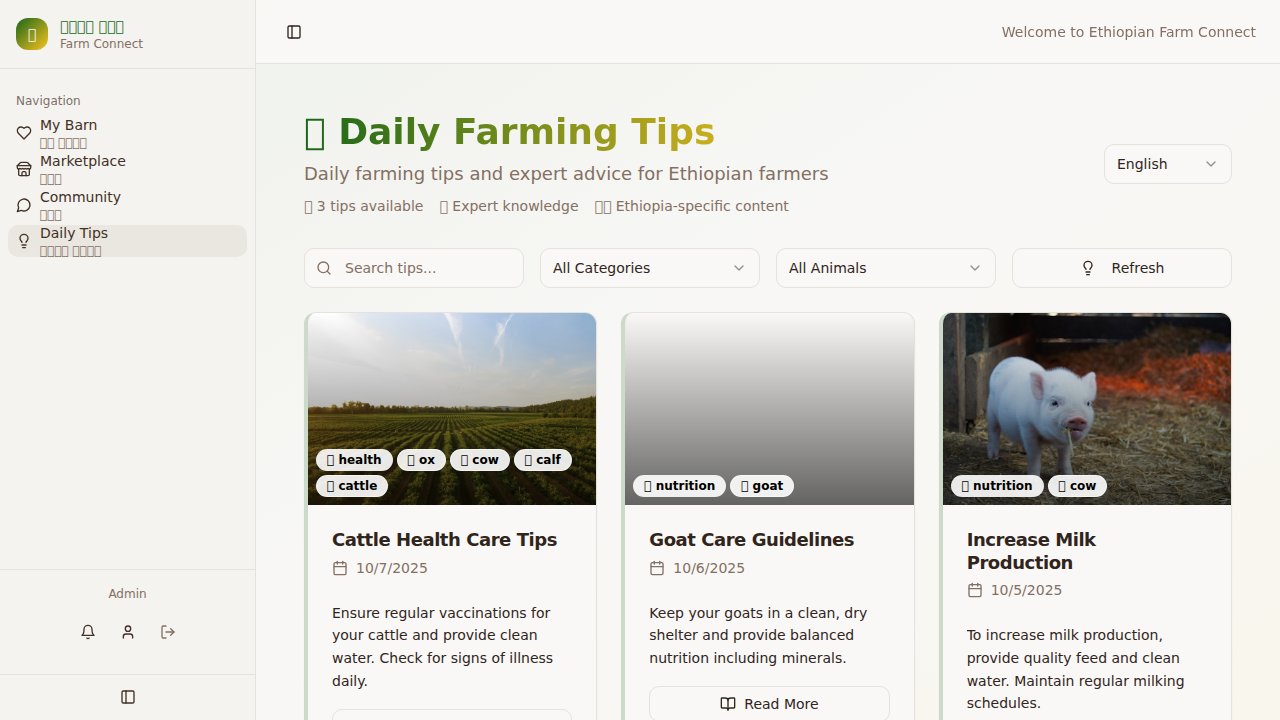 Farm Connect
Welcome to Ethiopian Farm Connect
Navigation
My Barn
Marketplace
Community
Daily Tips
Admin
Daily Farming Tips
Daily farming tips and expert advice for Ethiopian farmers
3 tips available Expert knowledge Ethiopia-specific content
English
Search tips...
All Categories
All Animals
Refresh
health ox cow calf
cattle
Cattle Health Care Tips
10/7/2025
Ensure regular vaccinations for
your cattle and provide clean
water. Check for signs of illness
daily.
nutrition goat
Goat Care Guidelines
10/6/2025
Keep your goats in a clean, dry
shelter and provide balanced
nutrition including minerals.
Read More
nutrition cow
Increase Milk
Production
10/5/2025
To increase milk production,
provide quality feed and clean
water. Maintain regular milking
schedules.